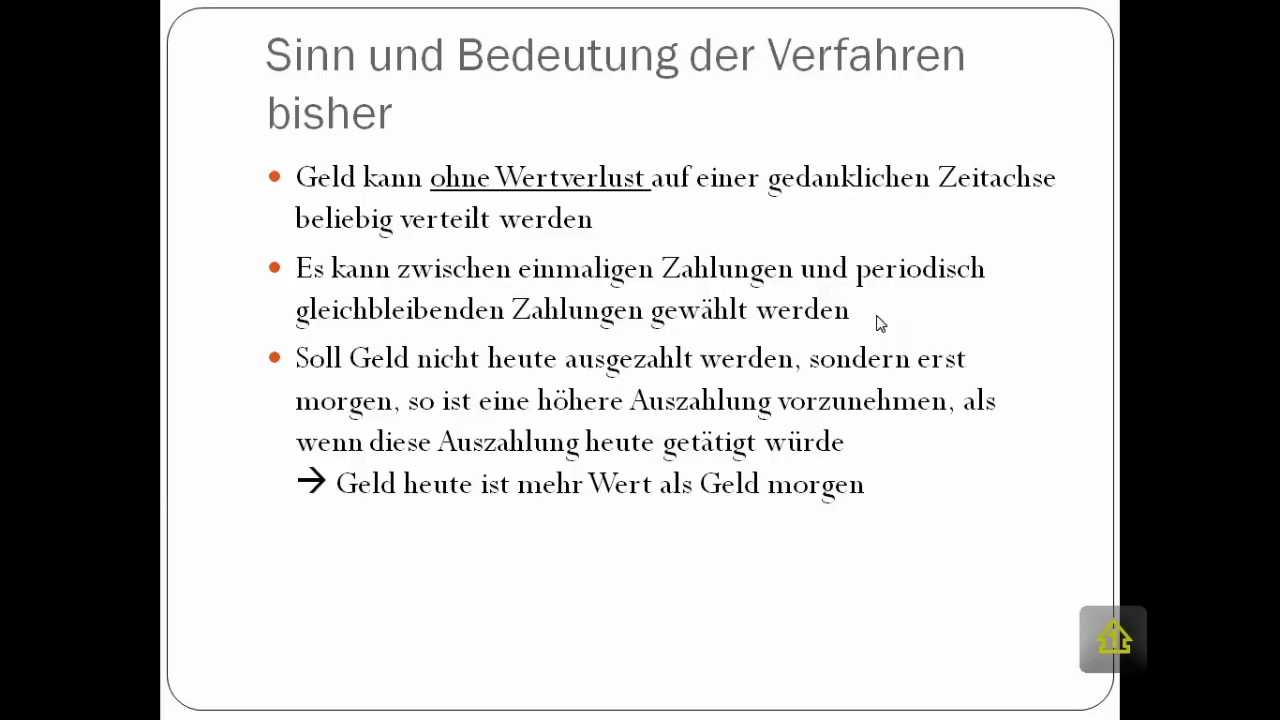 Sinn und Bedeutung der Verfahren
bisher
Geld kann ohne Wertverlust auf einer gedanklichen Zeitachse
beliebig verteilt werden
Es kann zwischen einmaligen Zahlungen und periodisch
gleichbleibenden Zahlungen gewählt werden
Soll Geld nicht heute ausgezahlt werden, sondern erst
morgen, so ist eine höhere Auszahlung vorzunehmen, als
wenn diese Auszahlung heute getätigt würde
→ Geld heute ist mehr Wert als Geld morgen
1